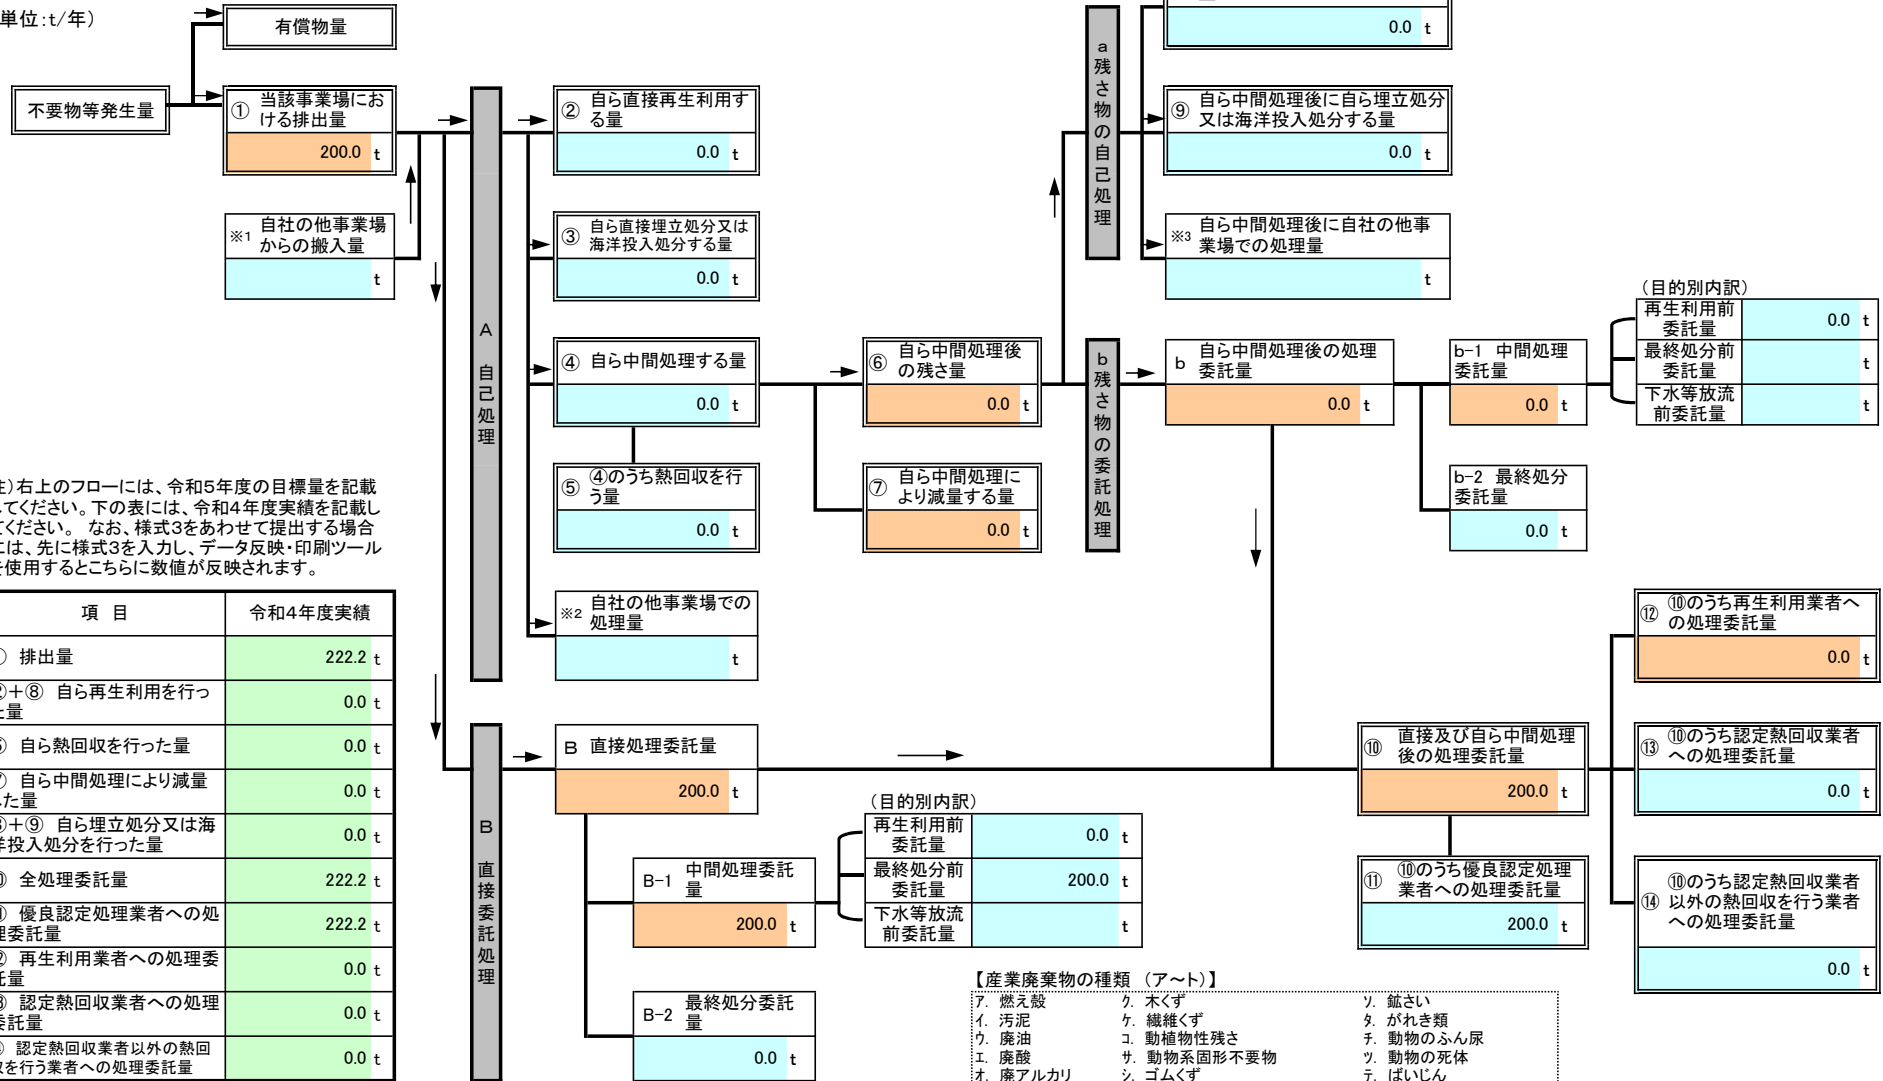 単位:t/年）
有償物量
不要物等発生量
① 当該事業場にお
ける排出量
200.0 t
※1 自社の他事業場
からの搬入量
t
A 自己処理
② 自ら直接再生利用す
る量
0.0 t
③ 自ら直接埋立処分又は
海洋投入処分する量
0.0 t
④ 自ら中間処理する量
0.0 t
⑤ ④のうち熱回収を行
う量
0.0 t
※2 自社の他事業場での
処理量
t
⑥ 自ら中間処理後
の残さ量
0.0 t
⑦ 自ら中間処理に
より減量する量
0.0 t
a 残さ物の自己処理
0.0 t
⑨ 自ら中間処理後に自ら埋立処分
又は海洋投入処分する量
0.0 t
※3 自ら中間処理後に自社の他事
業場での処理量
t
b 残さ物の委託処理
b 自ら中間処理後の処理
委託量
0.0 t
b-1 中間処理
委託量
0.0 t
b-2 最終処分
委託量
0.0 t
（目的別内訳）
再生利用前
委託量
0.0 t
最終処分前
委託量
t
下水等放流
前委託量
t
）右上のフローには、令和5年度の目標量を記載
してください。下の表には、令和4年度実績を記載し
てください。 なお、様式3をあわせて提出する場合
には、先に様式3を入力し、データ反映・印刷ツール
を使用するとこちらに数値が反映されます。
項 目 令和4年度実績
排出量 222.2 t
＋⑧ 自ら再生利用を行っ
た量 0.0 t
自ら熱回収を行った量 0.0 t
自ら中間処理により減量
した量 0.0 t
＋⑨ 自ら埋立処分又は海
洋投入処分を行った量 0.0 t
全処理委託量 222.2 t
優良認定処理業者への処
理委託量 222.2 t
再生利用業者への処理委
託量 0.0 t
認定熱回収業者への処理
委託量 0.0 t
認定熱回収業者以外の熱回
収を行う業者への処理委託量 0.0 t
B 直接委託処理
B 直接処理委託量
200.0 t
B-1 中間処理委託
量
200.0 t
B-2 最終処分委託
量
0.0 t
（目的別内訳）
再生利用前
委託量
0.0 t
最終処分前
委託量
200.0 t
下水等放流
前委託量
t
⑩ 直接及び自ら中間処理
後の処理委託量
200.0 t
⑪ ⑩のうち優良認定処理
業者への処理委託量
200.0 t
⑫ ⑩のうち再生利用業者へ
の処理委託量
0.0 t
⑬ ⑩のうち認定熱回収業者
への処理委託量
0.0 t
⑭ ⑩のうち認定熱回収業者
以外の熱回収を行う業者
への処理委託量
0.0 t
【産業廃棄物の種類 （ア～ト）】
ア. 燃え殻 ク. 木くず ソ. 鉱さい
イ. 汚泥 ケ. 繊維くず タ. がれき類
ウ. 廃油 コ. 動植物性残さ チ. 動物のふん尿
エ. 廃酸 サ. 動物系固形不要物 ツ. 動物の死体
オ. 廃アルカリ シ. ゴムくず テ. ばいじん